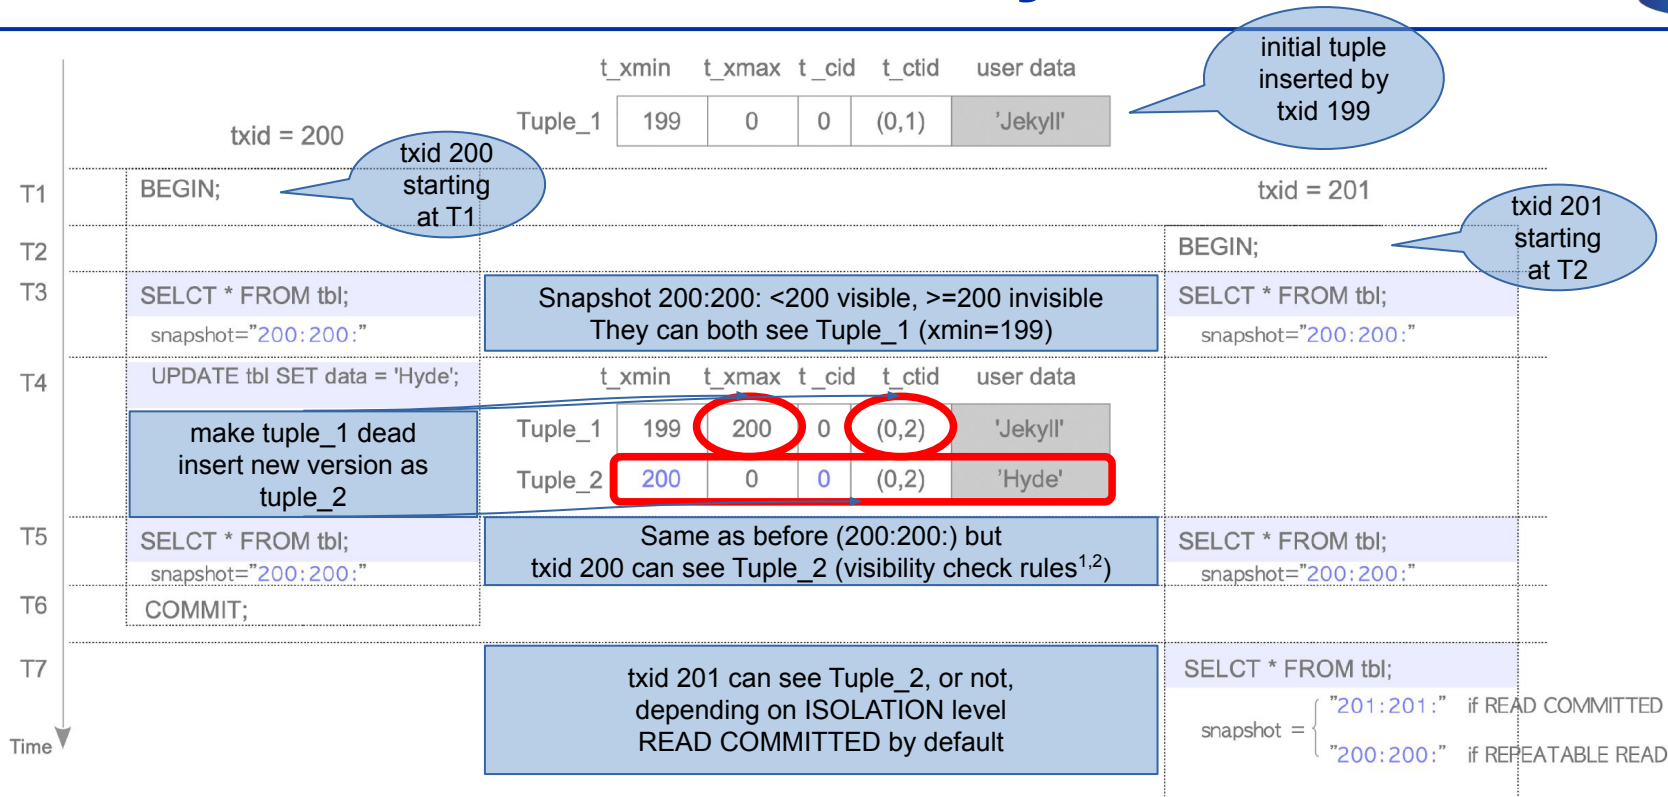 t_xmin t_xmax t_cid t_ctid user data
Tuple_1 199 0 0 (0,1) 'Jekyll'
initial tuple
inserted by
txid 199
txid = 200
txid 200
starting
at T1
T1 BEGIN;
txid = 201
txid 201
starting
at T2
T2 BEGIN;
T3 SELCT * FROM tbl;
snapshot="200:200:"
Snapshot 200:200: <200 visible, >=200 invisible
They can both see Tuple_1 (xmin=199)
SELCT * FROM tbl;
snapshot="200:200:"
T4 UPDATE tbl SET data = 'Hyde';
make tuple_1 dead
insert new version as
tuple_2
t_xmin t_xmax t_cid t_ctid user data
Tuple_1 199 200 0 (0,2) 'Jekyll'
Tuple_2 200 0 0 (0,2) 'Hyde'
T5 SELCT * FROM tbl;
snapshot="200:200:"
Same as before (200:200:) but
txid 200 can see Tuple_2 (visibility check rules1,2)
SELCT * FROM tbl;
snapshot="200:200:"
T6 COMMIT;
T7
txid 201 can see Tuple_2, or not,
depending on ISOLATION level
READ COMMITTED by default
SELCT * FROM tbl;
"201:201:" if READ COMMITTED
snapshot =
"200:200:" if REPEATABLE READ
Time